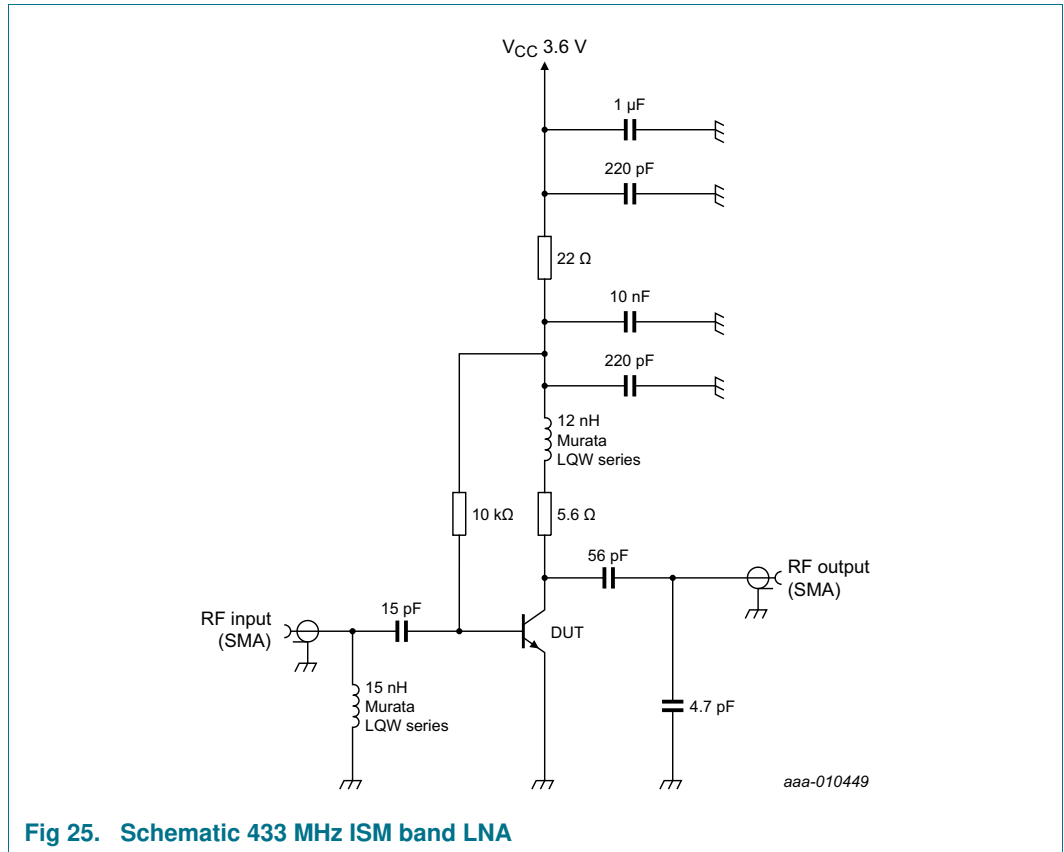 VCC 3.6 V
1 µF
220 pF
22 Ω
10 nF
220 pF
12 nH
Murata
LQW series
10 kΩ
5.6 Ω
56 pF
RF output
(SMA)
15 pF
RF input
(SMA)
DUT
15 nH
Murata
LQW series
4.7 pF
aaa-010449
Fig 25. Schematic 433 MHz ISM band LNA